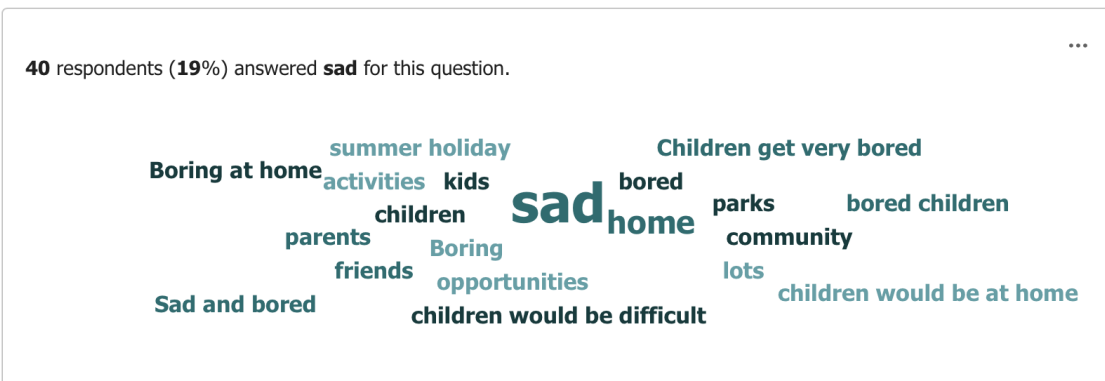 ...
40 respondents (19%) answered sad for this question.
summer holiday
Children get very bored
Boring at home
activities
kids
bored
sad
home
children
parks
bored children
parents
Boring
community
friends
opportunities
lots
Sad and bored
children would be at home
children would be difficult